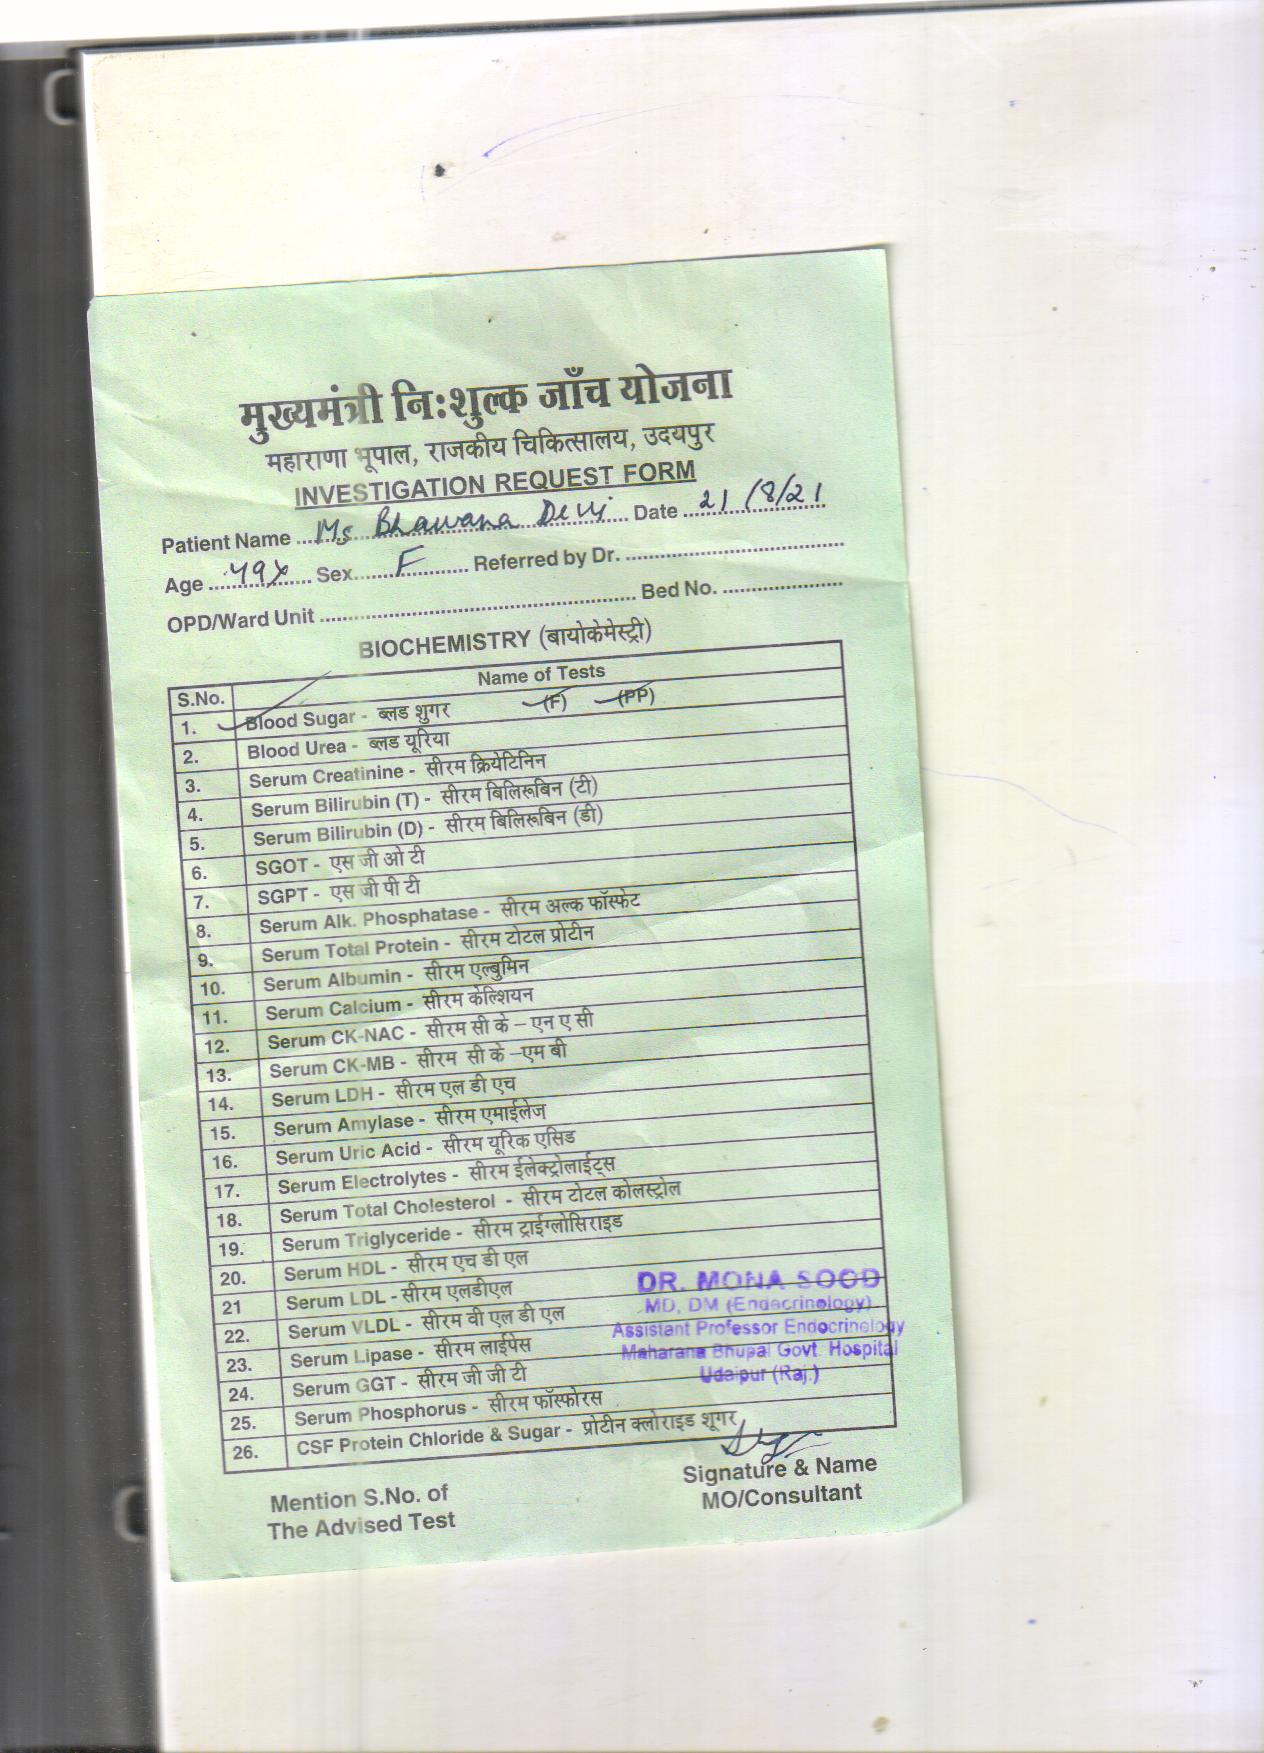 मुख्यमंत्री नि:शुल्क जाँच योजना
महाराणा भूपाल, राजकीय चिकित्सालय, उदयपुर
INVESTIGATION REQUEST FORM
Patient Name Ms Bhawana Devi Date 21/8/21
Age 49y Sex F Referred by Dr.
OPD/Ward Unit Bed No.
BIOCHEMISTRY (बायोकेमेस्ट्री)
S.No. Name of Tests
1. Blood Sugar - ब्लड शुगर (F) (PP)
2. Blood Urea - ब्लड यूरिया
3. Serum Creatinine - सीरम क्रियेटिनिन
4. Serum Bilirubin (T) - सीरम बिलिरूबिन (टी)
5. Serum Bilirubin (D) - सीरम बिलिरूबिन (डी)
6. SGOT - एस जी ओ टी
7. SGPT - एस जी पी टी
8. Serum Alk. Phosphatase - सीरम अल्क फॉस्फेट
9. Serum Total Protein - सीरम टोटल प्रोटीन
10. Serum Albumin - सीरम एल्बुमिन
11. Serum Calcium - सीरम केल्शियन
12. Serum CK-NAC - सीरम सी के – एन ए सी
13. Serum CK-MB - सीरम सी के –एम बी
14. Serum LDH - सीरम एल डी एच
15. Serum Amylase - सीरम एमाईलेज
16. Serum Uric Acid - सीरम यूरिक एसिड
17. Serum Electrolytes - सीरम ईलेक्ट्रोलाईट्स
18. Serum Total Cholesterol - सीरम टोटल कोलस्ट्रोल
19. Serum Triglyceride - सीरम ट्राईग्लोसिराइड
20. Serum HDL - सीरम एच डी एल
21 Serum LDL - सीरम एलडीएल
22. Serum VLDL - सीरम वी एल डी एल
23. Serum Lipase - सीरम लाईपेस
24. Serum GGT - सीरम जी जी टी
25. Serum Phosphorus - सीरम फॉस्फोरस
26. CSF Protein Chloride & Sugar - प्रोटीन क्लोराइड शूगर
DR. MONA SOOD
MD, DM (Endocrinology)
Assistant Professor Endocrinology
Maharana Bhupal Govt. Hospital
Udaipur (Raj.)
Mention S.No. of
The Advised Test
Signature & Name
MO/Consultant